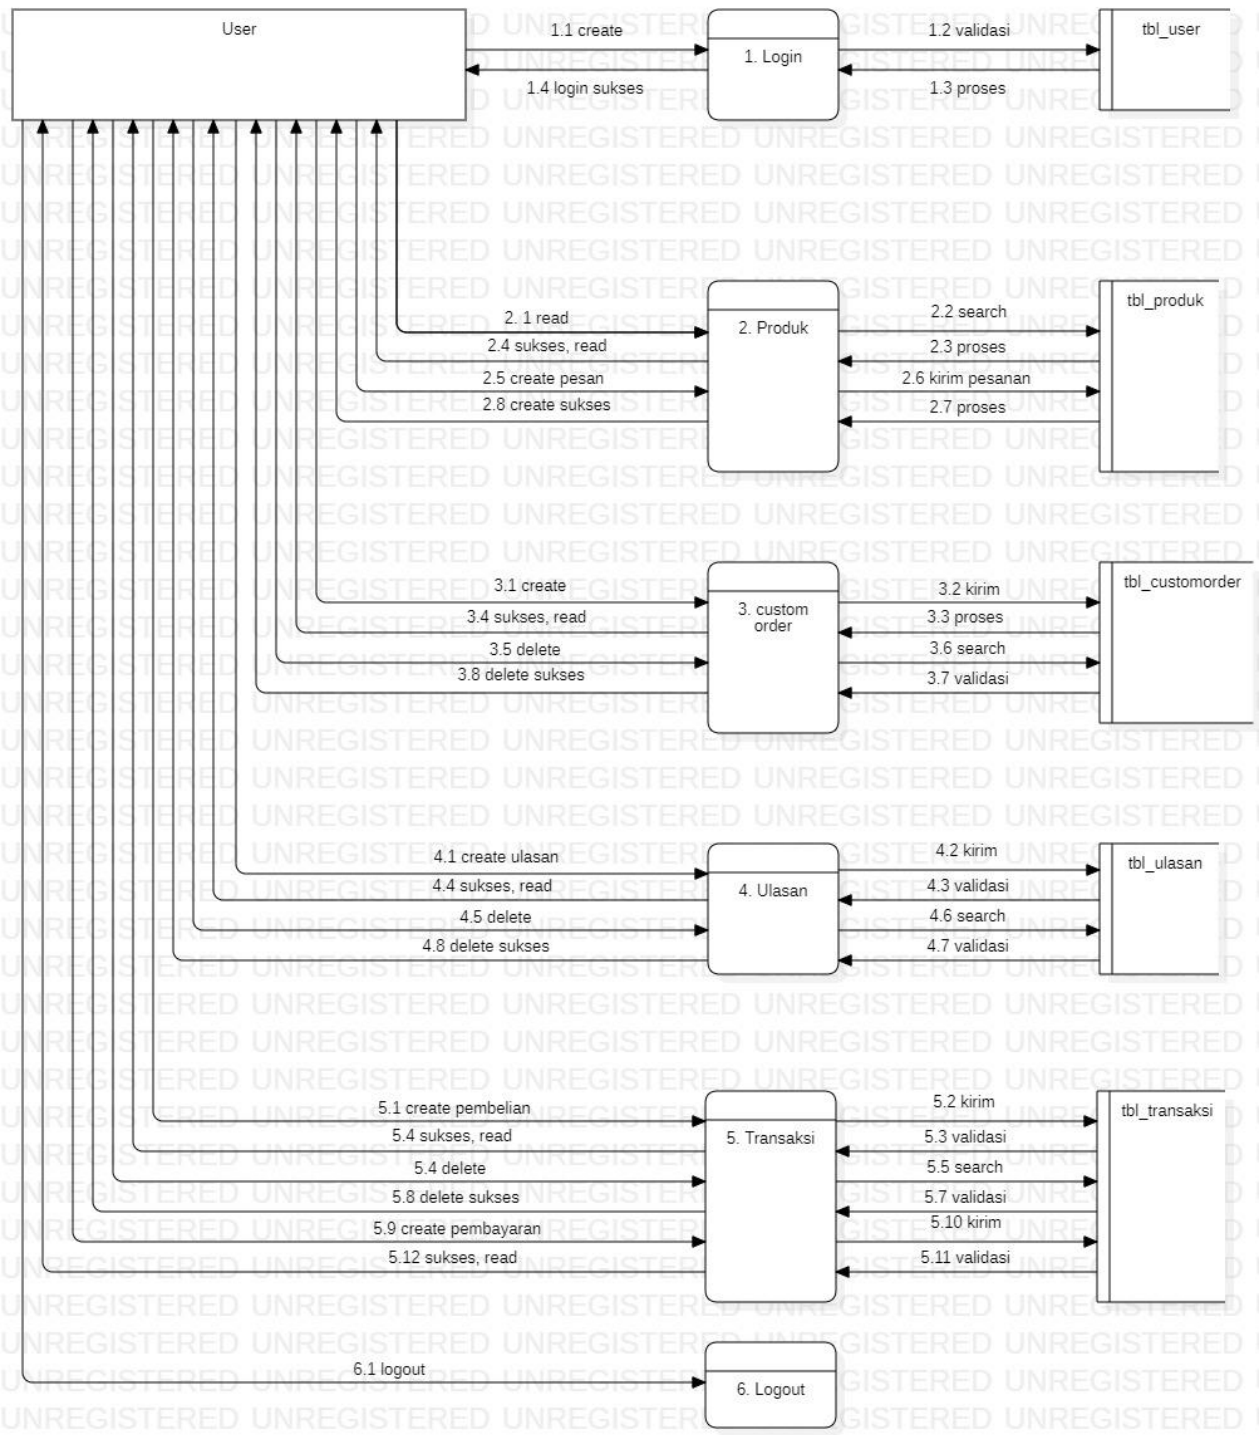 User
1.1 create
1.4 login sukses
1. Login
1.2 validasi
1.3 proses
tbl_user
2. 1 read
2.4 sukses, read
2.5 create pesan
2.8 create sukses
2. Produk
2.2 search
2.3 proses
2.6 kirim pesanan
2.7 proses
tbl_produk
3.1 create
3.4 sukses, read
3.5 delete
3.8 delete sukses
3. custom
order
3.2 kirim
3.3 proses
3.6 search
3.7 validasi
tbl_customorder
4.1 create ulasan
4.4 sukses, read
4.5 delete
4.8 delete sukses
4. Ulasan
4.2 kirim
4.3 validasi
4.6 search
4.7 validasi
tbl_ulasan
5.1 create pembelian
5.4 sukses, read
5.4 delete
5.8 delete sukses
5.9 create pembayaran
5.12 sukses, read
5. Transaksi
5.2 kirim
5.3 validasi
5.5 search
5.7 validasi
5.10 kirim
5.11 validasi
tbl_transaksi
6.1 logout
6. Logout
UNREGISTERED